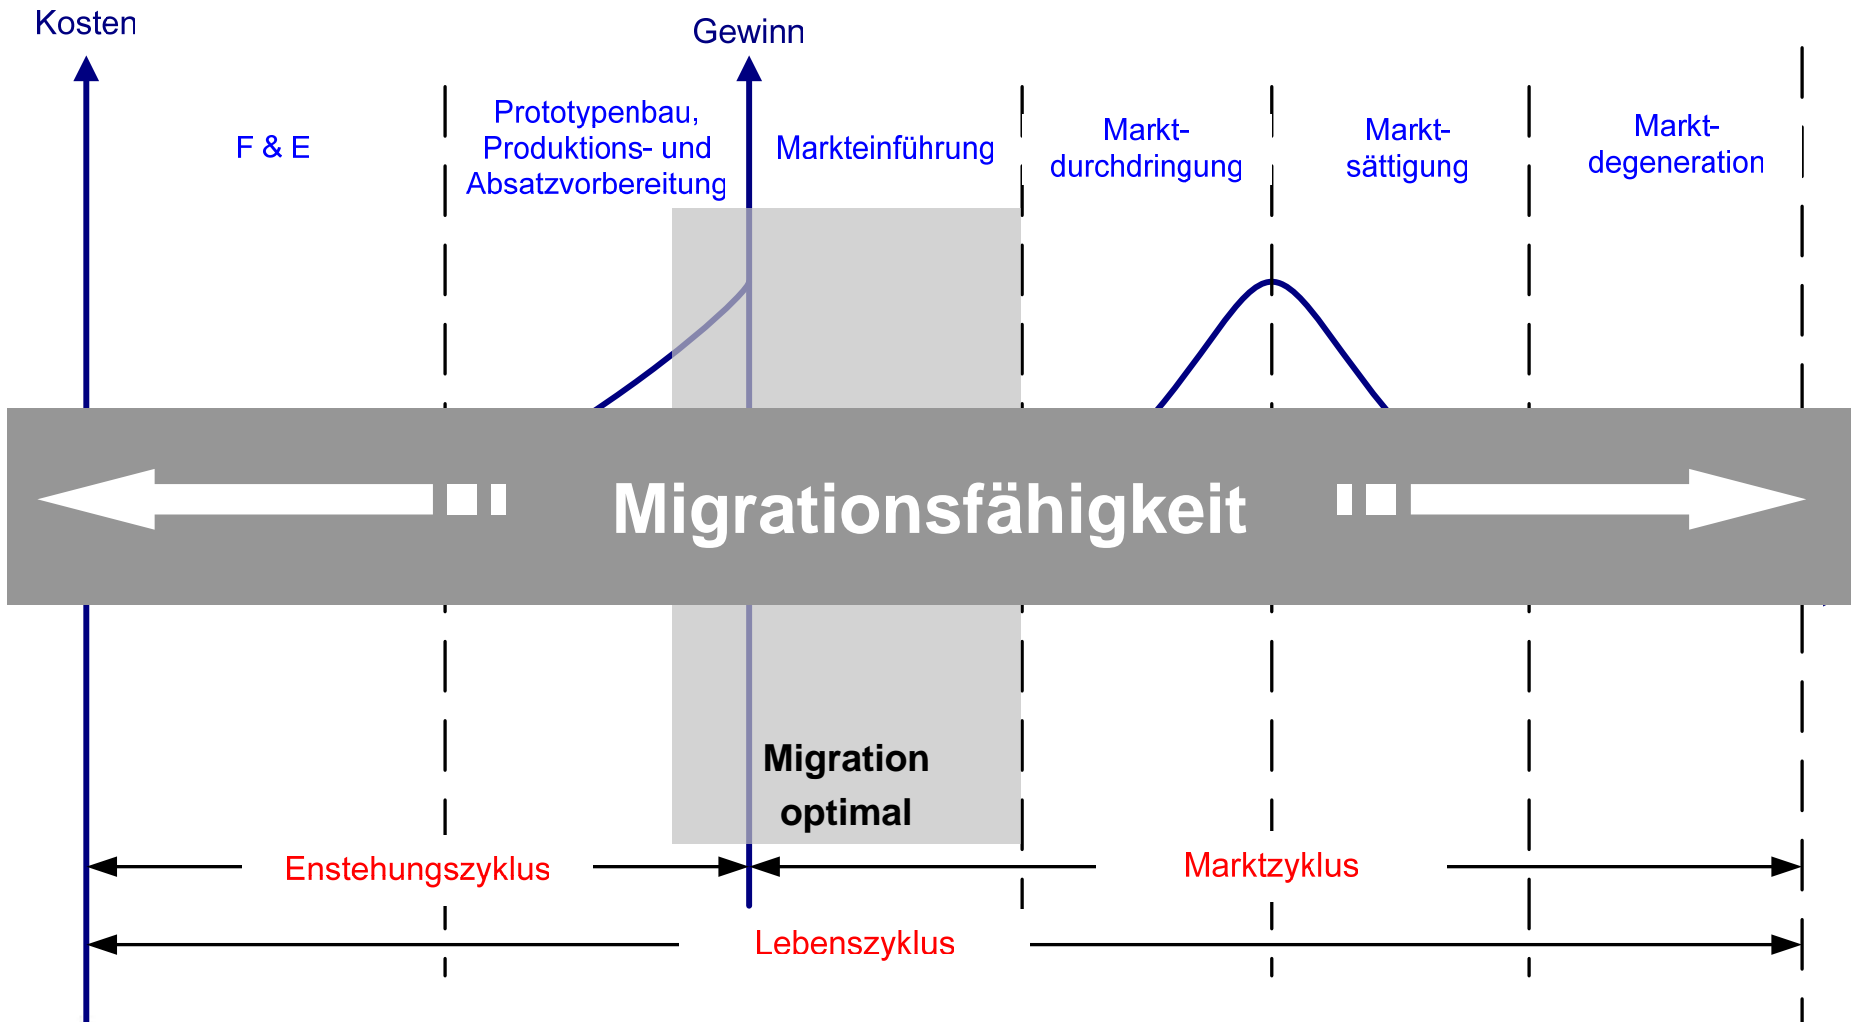 Kosten
Gewinn
F & E
Prototypenbau,
Produktions- und
Absatzvorbereitung
Markteinführung
Markt-
durchdringung
Markt-
sättigung
Markt-
degeneration
Migrationsfähigkeit
Migration
optimal
Enstehungszyklus
Marktzyklus
Lebenszyklus